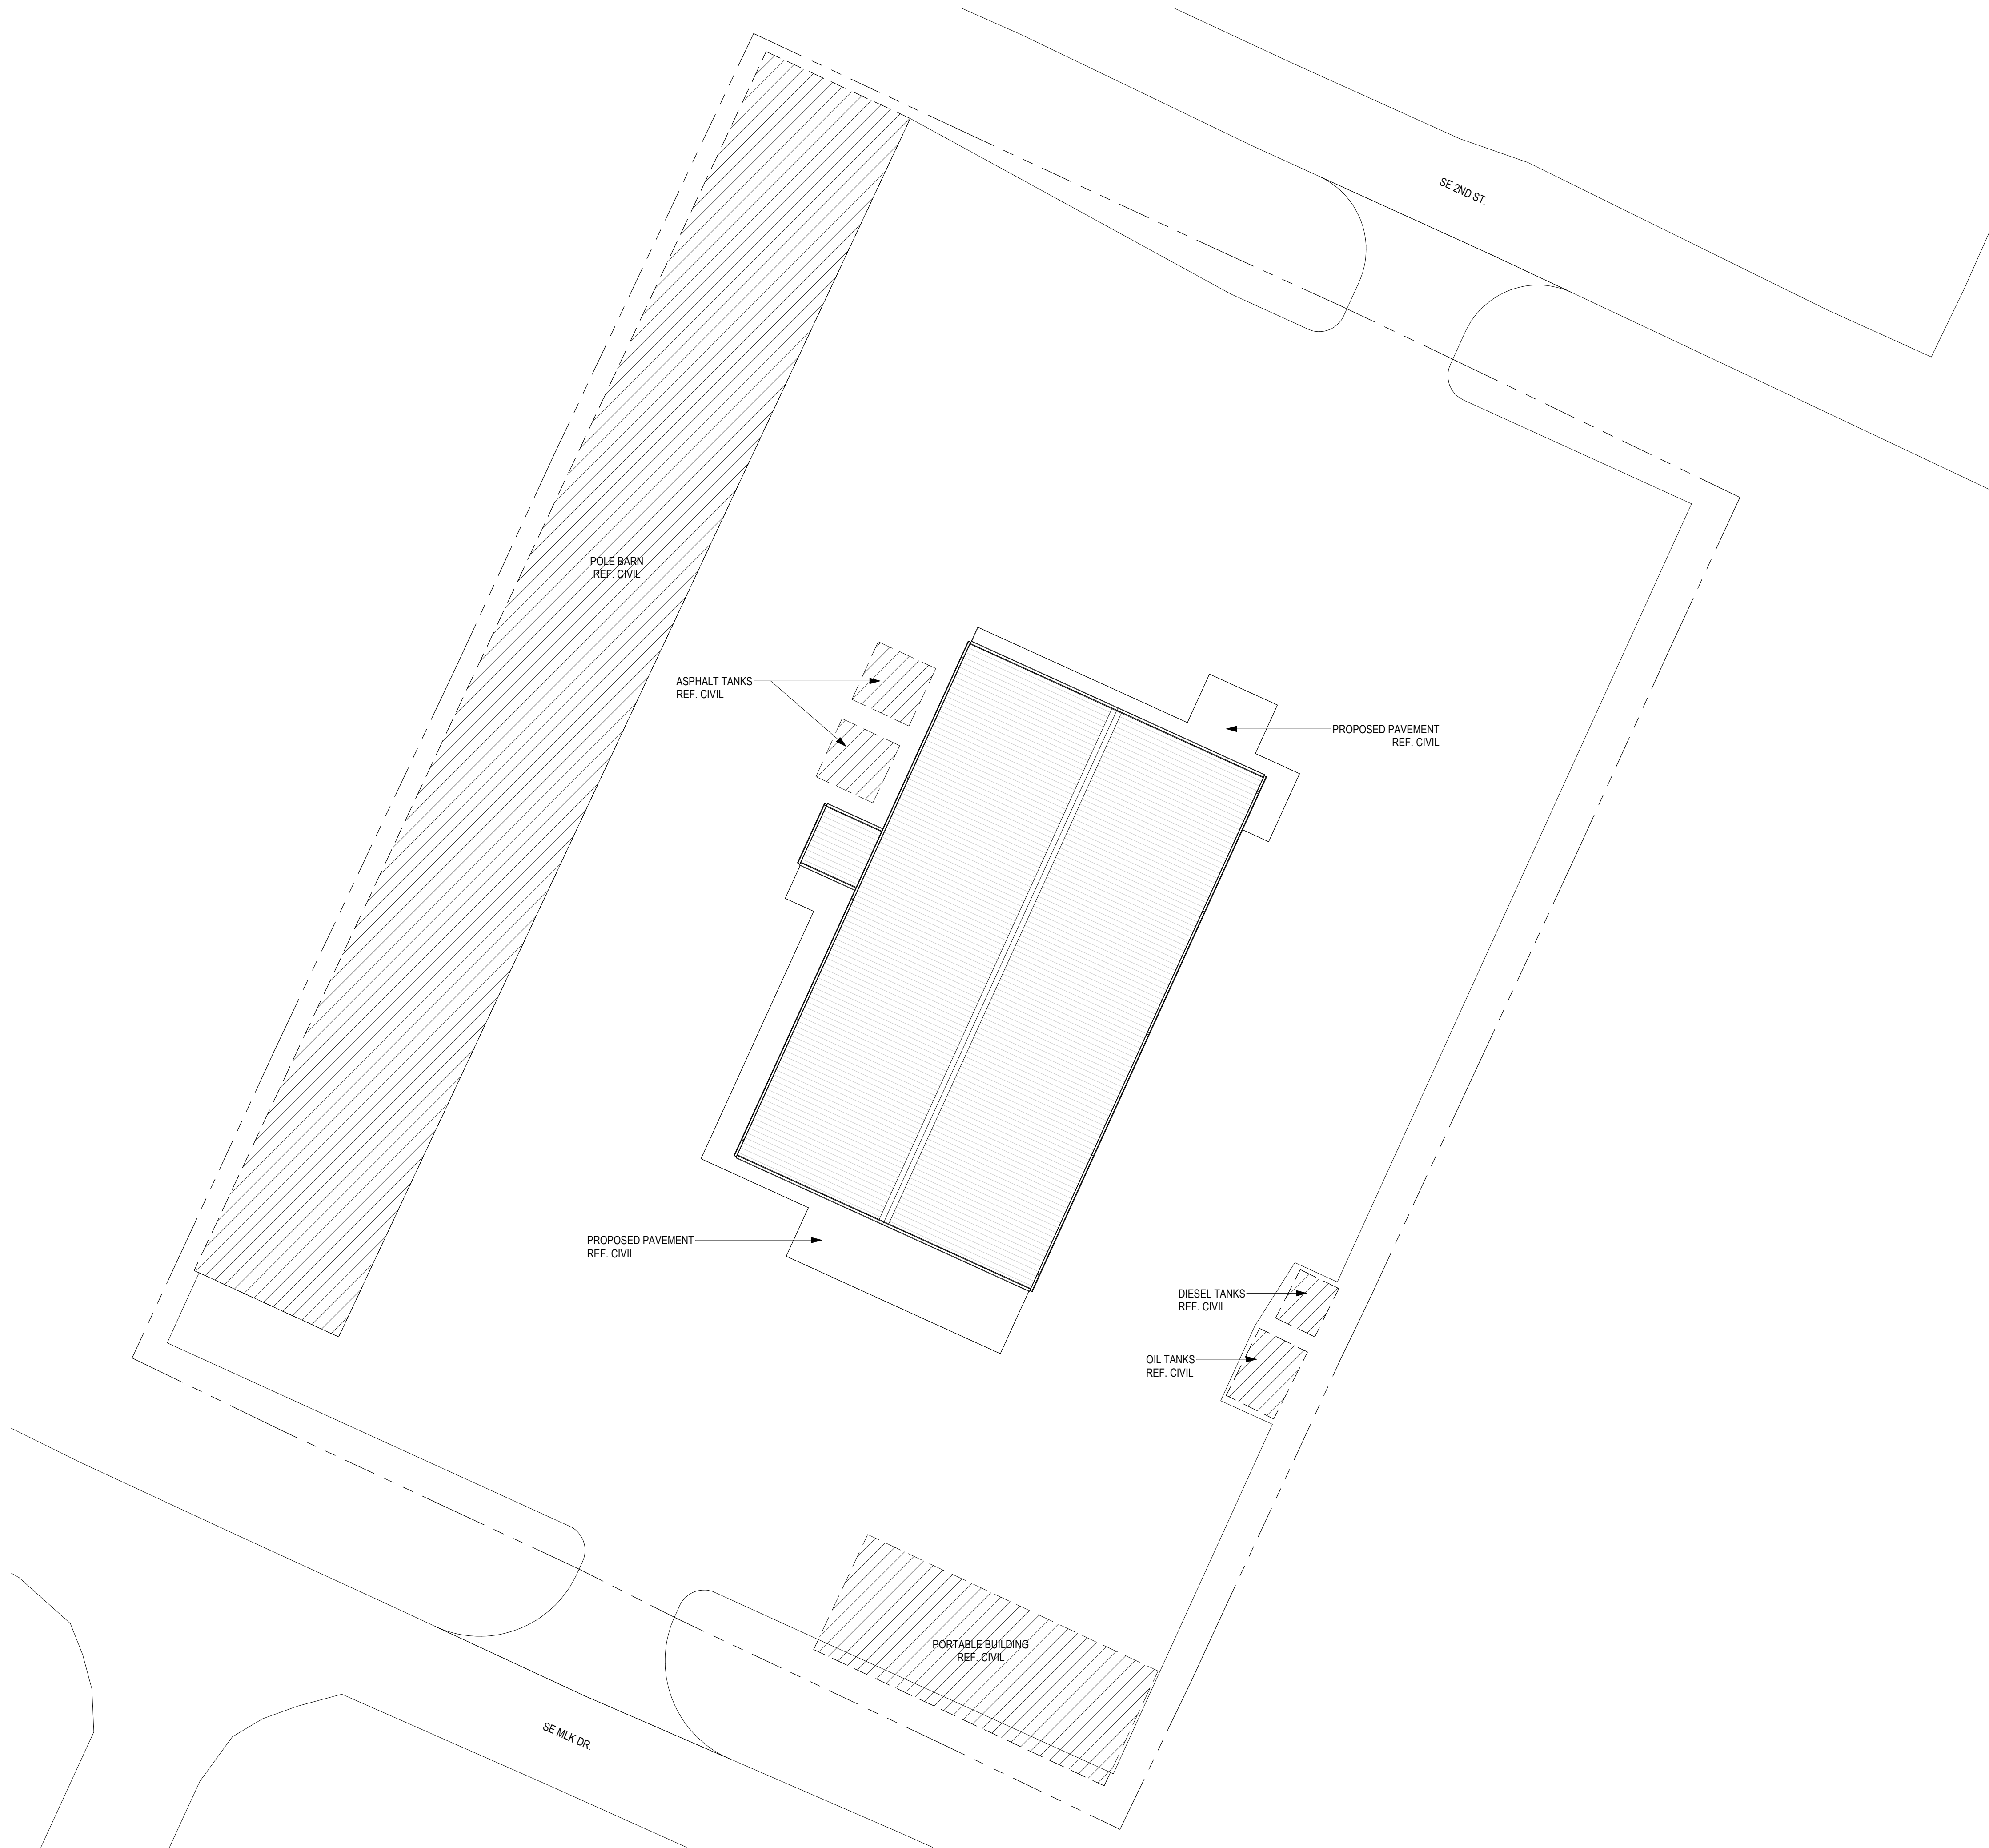 SE 2ND ST.
POLE BARN
REF. CIVIL
ASPHALT TANKS
REF. CIVIL
PROPOSED PAVEMENT
REF. CIVIL
PROPOSED PAVEMENT
REF. CIVIL
DIESEL TANKS
REF. CIVIL
OIL TANKS
REF. CIVIL
PORTABLE BUILDING
REF. CIVIL
SE MLK DR.